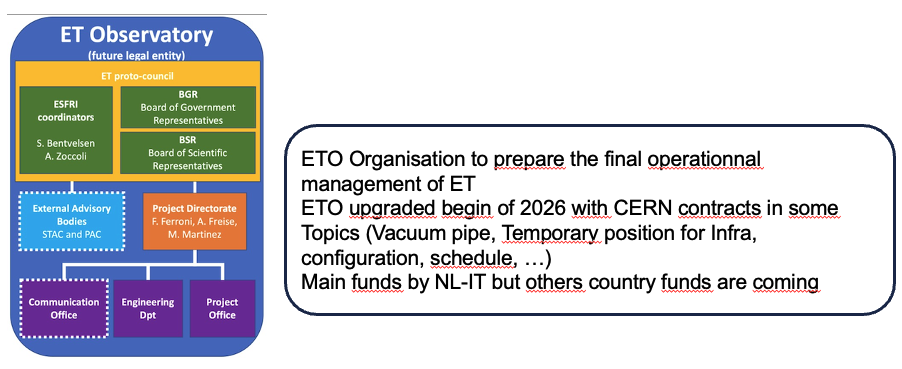 ET Observatory
(future legal entity)
ET proto-council
ESFRI
coordinators
S. Bentvelsen
A. Zoccoli
BGR
Board of Government
Representatives
BSR
Board of Scientific
Representatives
External Advisory
Bodies
STAC and PAC
Project Directorate
F. Ferroni, A. Freise,
M. Martinez
Communication
Office
Engineering
Dpt
Project
Office
ETO Organisation to prepare the final operationnal
management of ET
ETO upgraded begin of 2026 with CERN contracts in some
Topics (Vacuum pipe, Temporary position for Infra,
configuration, schedule, …)
Main funds by NL-IT but others country funds are coming